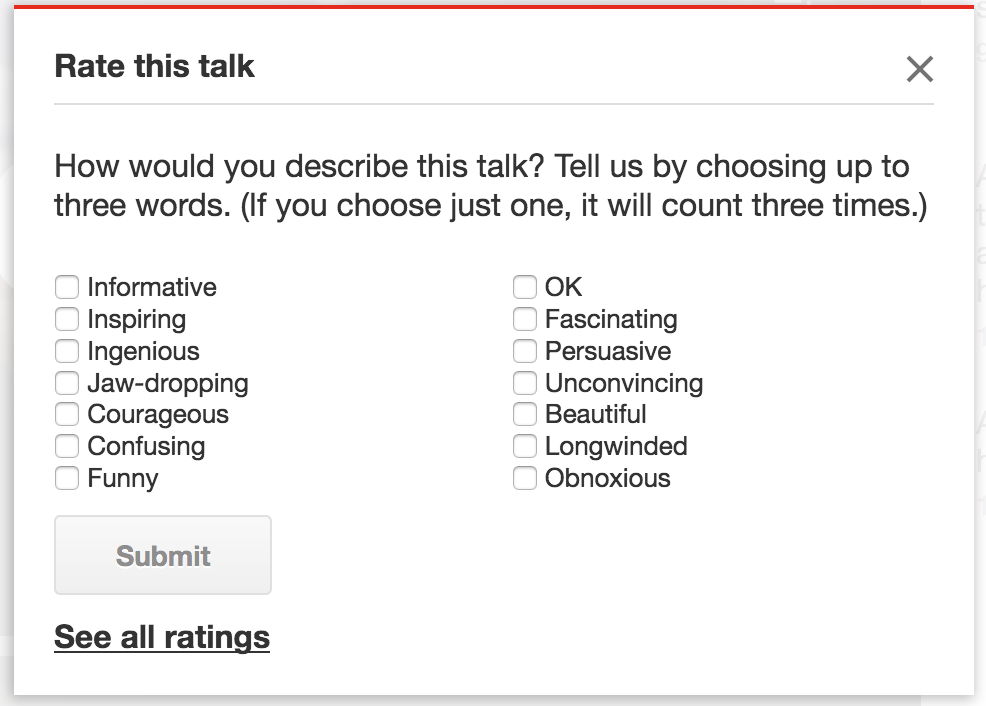 Rate this talk
How would you describe this talk? Tell us by choosing up to
three words. (If you choose just one, it will count three times.)
Informative
Inspiring
Ingenious
Jaw-dropping
Courageous
Confusing
Funny
OK
Fascinating
Persuasive
Unconvincing
Beautiful
Longwinded
Obnoxious
Submit
See all ratings